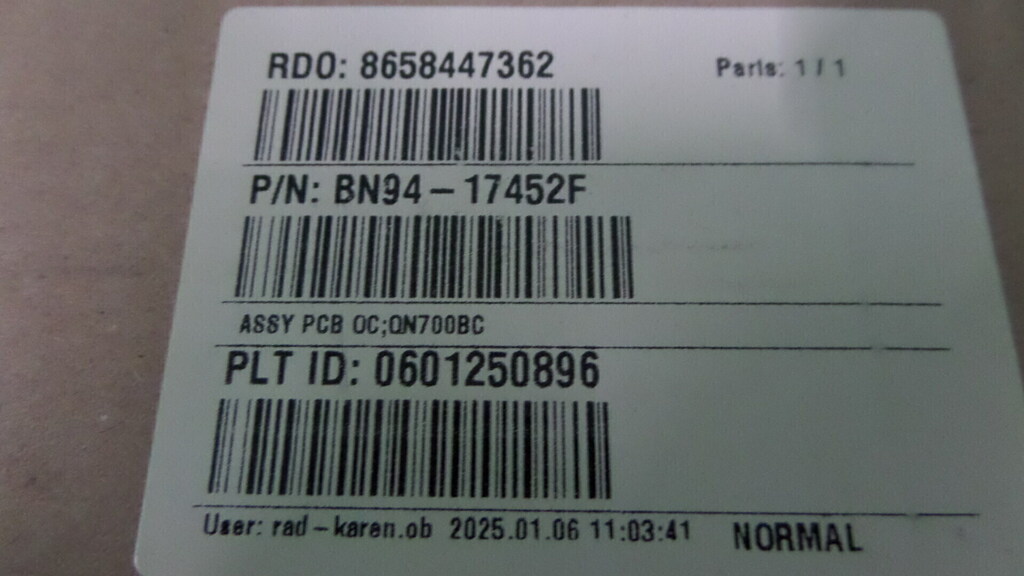 RDO: 8658447362
Parts: 1 / 1
P/N: BN94-17452F
ASSY PCB OC;QN700BC
PLT ID: 0601250896
User: rad-karen.ob 2025.01.06 11:03:41 NORMAL